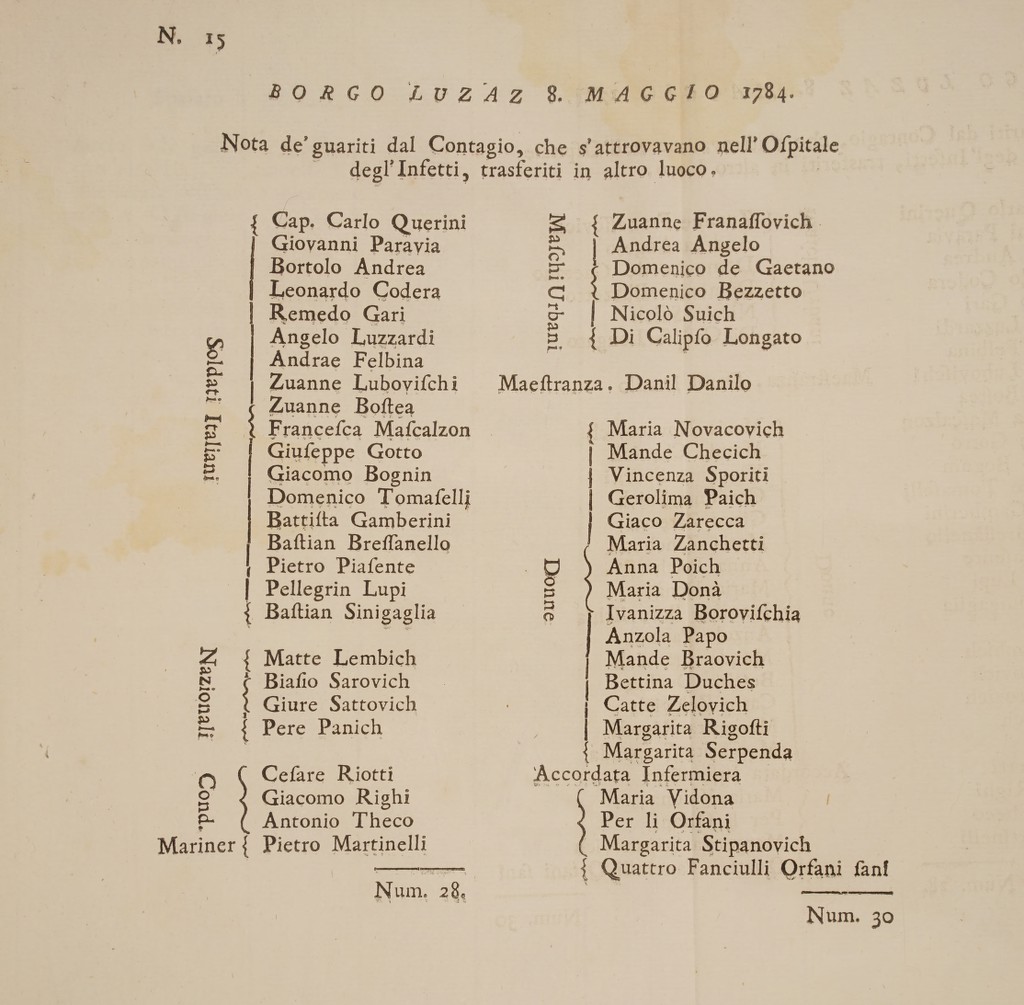 N. 15
BORGO LUZAZ 8. MAGGIO 1784.
Nota de' guariti dal Contagio, che s'attrovavano nell'Oſpitale
degl'Infetti, trasferiti in altro luoco.
Soldati Italiani
Cap. Carlo Querini
Giovanni Paravia
Bortolo Andrea
Leonardo Codera
Remedo Gari
Angelo Luzzardi
Andrae Felbina
Zuanne Luboviſchi
Zuanne Boſtea
Franceſca Maſcalzon
Giuſeppe Gotto
Giacomo Bognin
Domenico Tomaſelli
Battiſta Gamberini
Baſtian Breſſanello
Pietro Piaſente
Pellegrin Lupi
Baſtian Sinigaglia
Nazionali
Matte Lembich
Biaſio Sarovich
Giure Sattovich
Pere Panich
Cond.
Ceſare Riotti
Giacomo Righi
Antonio Theco
Mariner { Pietro Martinelli
Num. 28.
Maſchi Urbani
Zuanne Franaſſovich
Andrea Angelo
Domenico de Gaetano
Domenico Bezzetto
Nicolò Suich
Di Calipſo Longato
Maeſtranza. Danil Danilo
Donne
Maria Novacovich
Mande Checich
Vincenza Sporiti
Gerolima Paich
Giaco Zarecca
Maria Zanchetti
Anna Poich
Maria Donà
Ivanizza Boroviſchia
Anzola Papo
Mande Braovich
Bettina Duches
Catte Zelovich
Margarita Rigoſti
Margarita Serpenda
Accordata Infermiera
Maria Vidona
Per li Orfani
Margarita Stipanovich
Quattro Fanciulli Orfani ſanſ
Num. 30